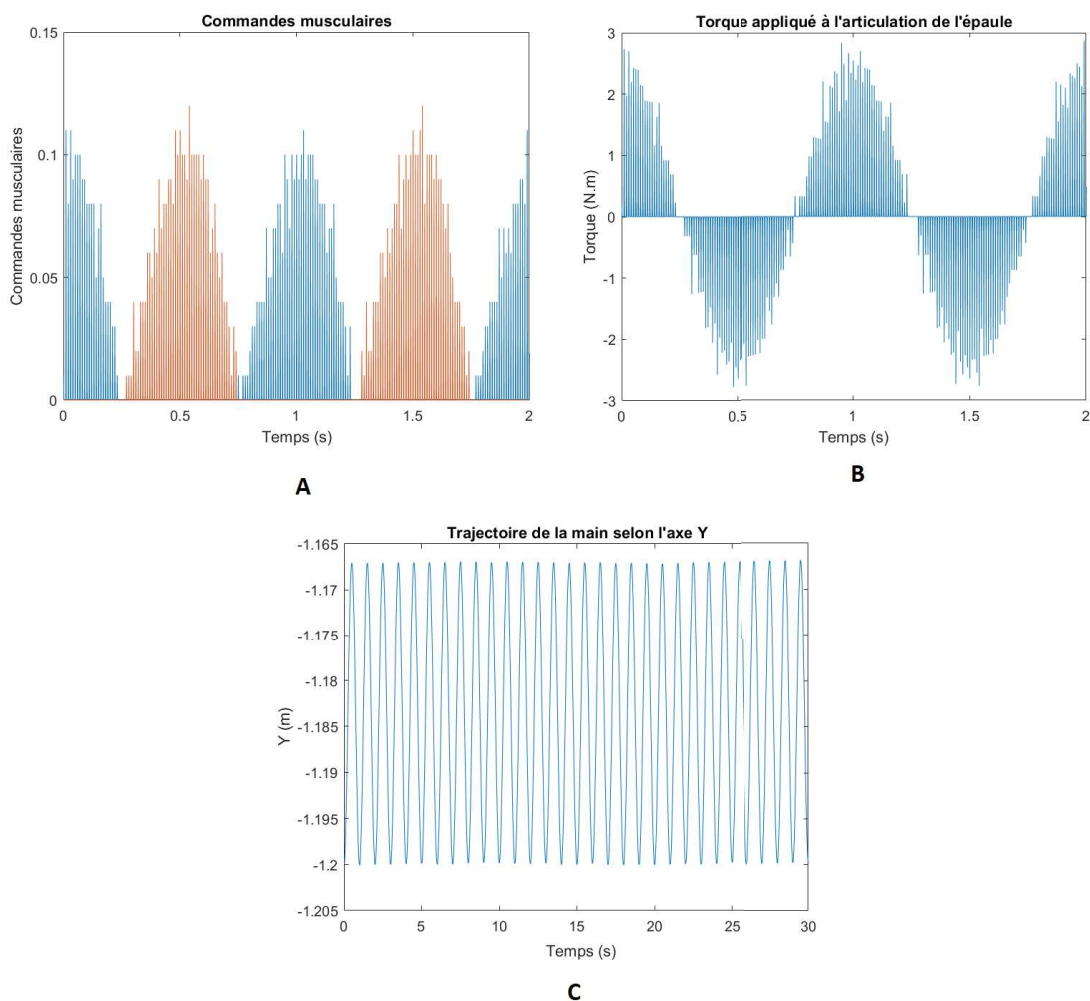 Commandes musculaires
0.15
0.1
0.05
0
Commandes musculaires
0 0.5 1 1.5 2
Temps (s)
A
Torque appliqué à l'articulation de l'épaule
3
2
1
0
-1
-2
-3
Torque (N.m)
0 0.5 1 1.5 2
Temps (s)
B
Trajectoire de la main selon l'axe Y
-1.165
-1.17
-1.175
-1.18
-1.185
-1.19
-1.195
-1.2
-1.205
Y (m)
0 5 10 15 20 25 30
Temps (s)
C